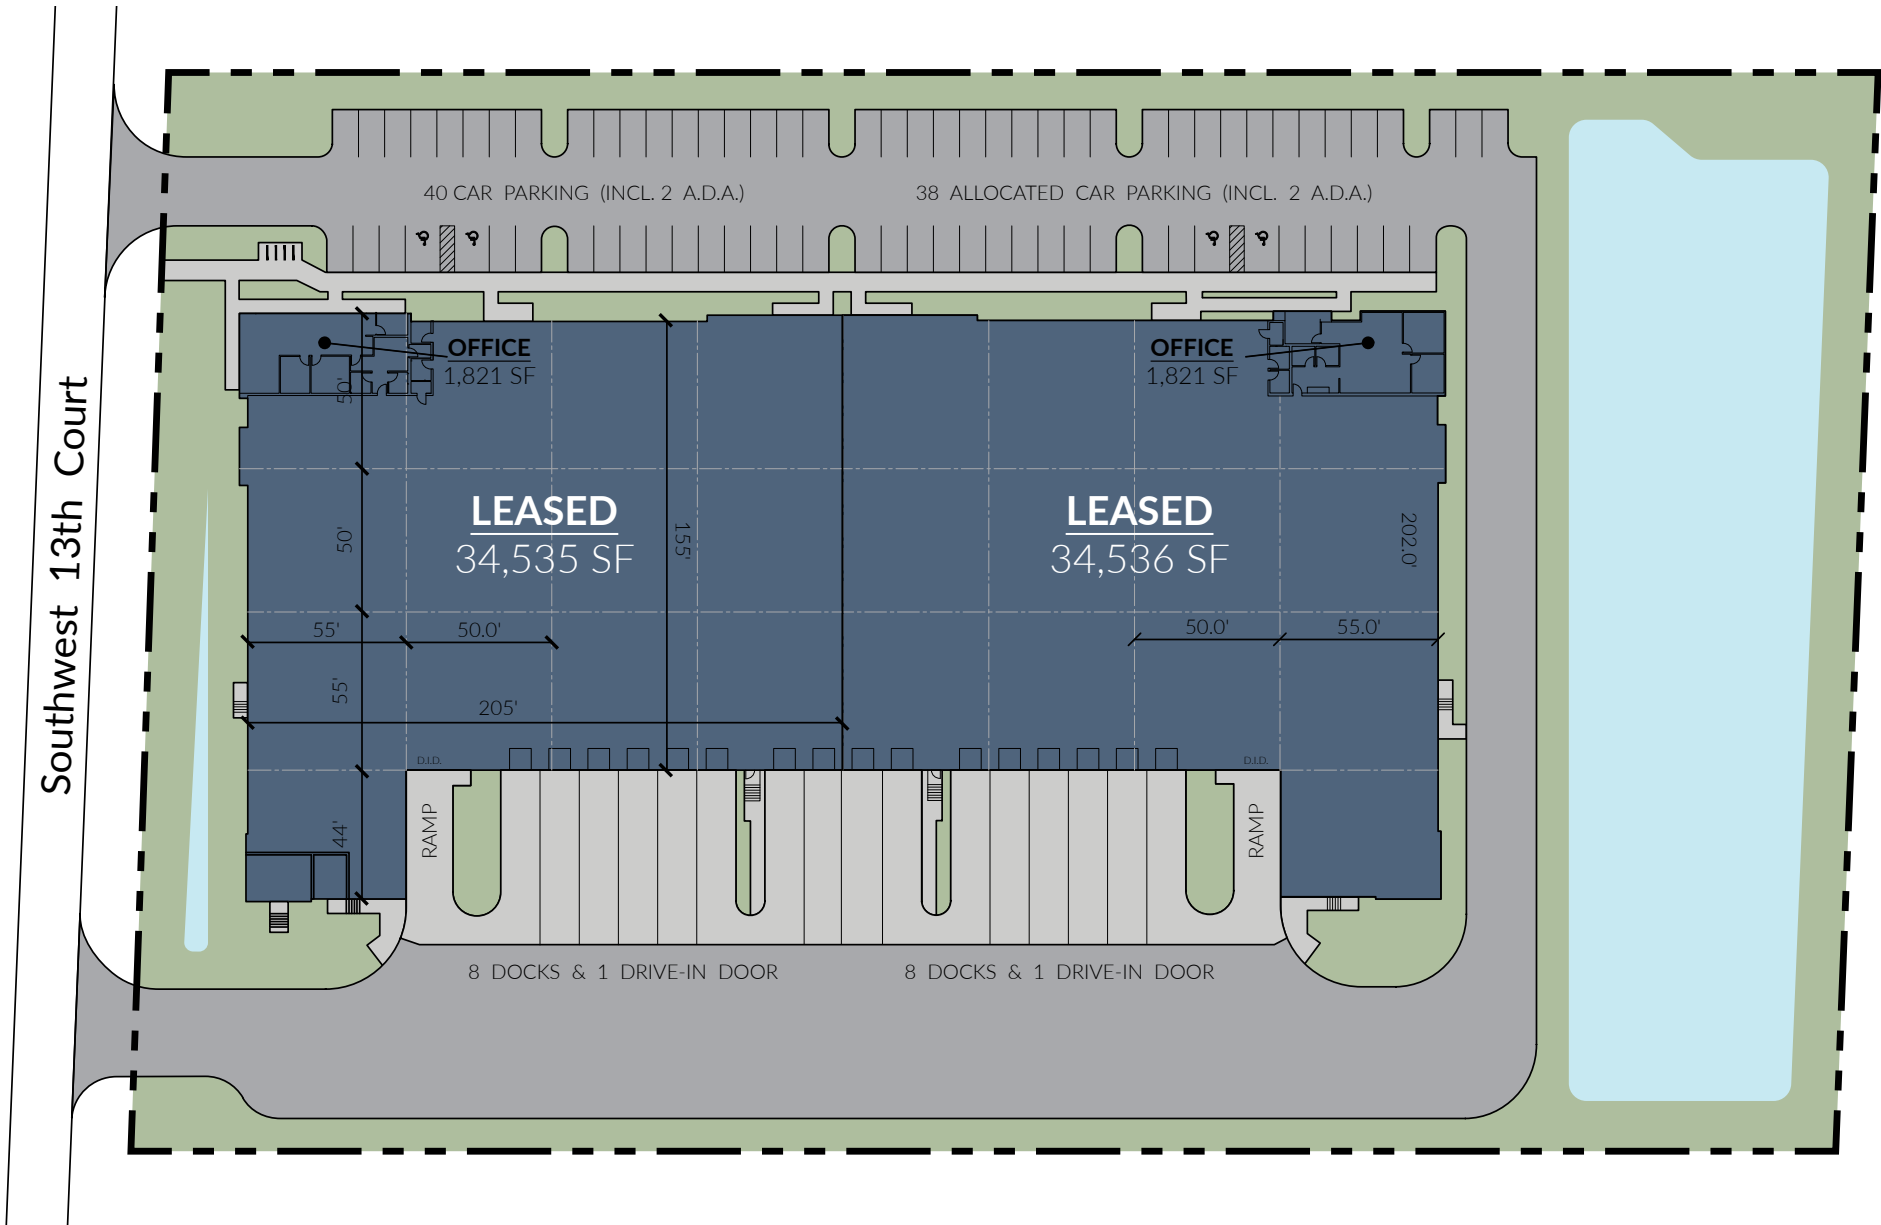 40 CAR PARKING (INCL. 2 A.D.A.)
38 ALLOCATED CAR PARKING (INCL. 2 A.D.A.)
OFFICE
1,821 SF
OFFICE
1,821 SF
50'
Southwest 13th Court
LEASED
34,535 SF
LEASED
34,536 SF
50'
155'
202.0'
55'
50.0'
50.0'
55.0'
55'
205'
D.I.D.
D.I.D.
44'
RAMP
RAMP
8 DOCKS & 1 DRIVE-IN DOOR
8 DOCKS & 1 DRIVE-IN DOOR